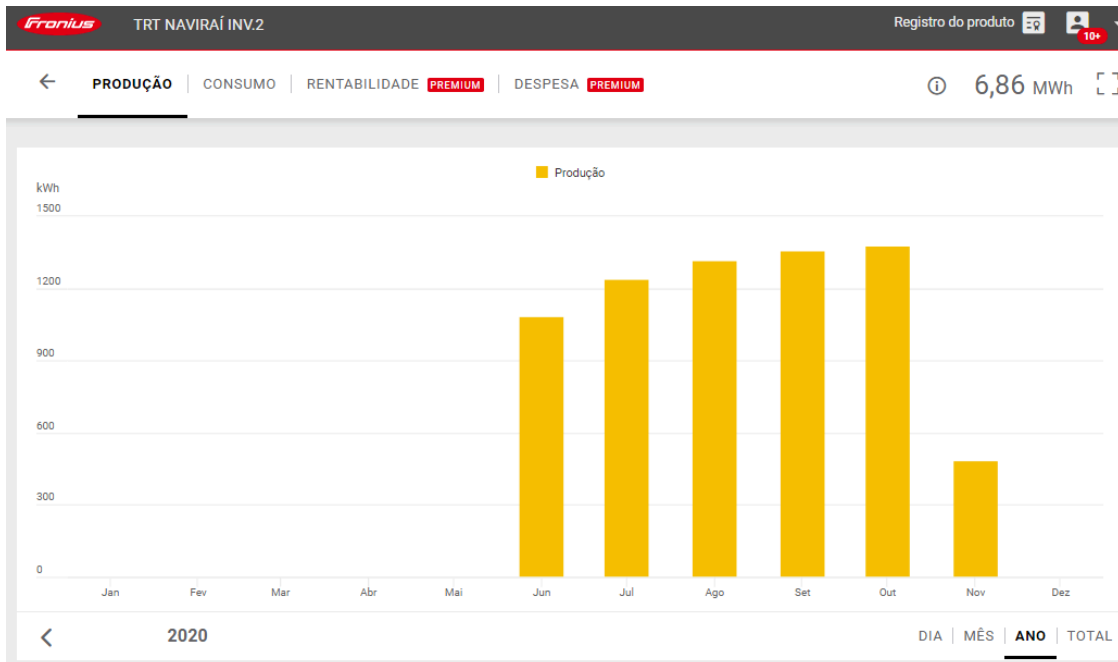 Fronius TRT NAVIRAÍ INV.2 Registro do produto 10+
PRODUÇÃO CONSUMO RENTABILIDADE PREMIUM DESPESA PREMIUM 6,86 MWh
Produção
kWh
1500
1200
900
600
300
0
Jan Fev Mar Abr Mai Jun Jul Ago Set Out Nov Dez
2020 DIA MÊS ANO TOTAL